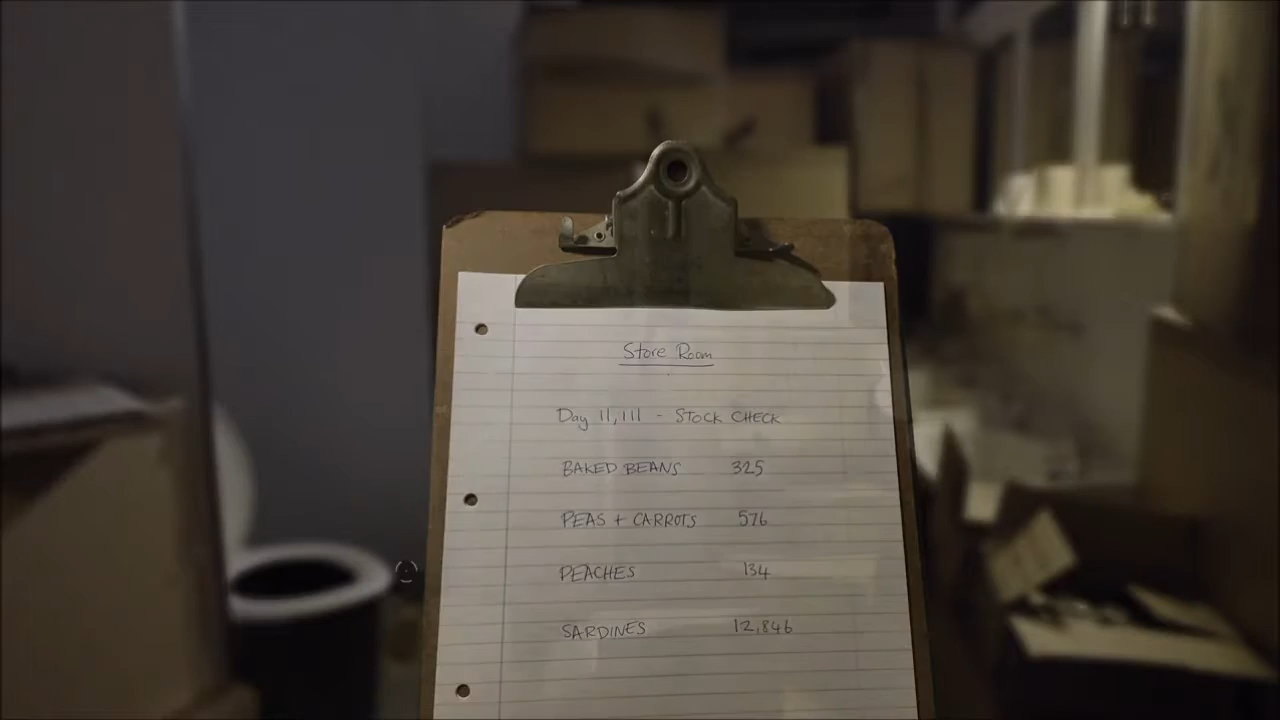 Store Room
Day 11,111 - STOCK CHECK
BAKED BEANS 325
PEAS + CARROTS 576
PEACHES 134
SARDINES 12,846